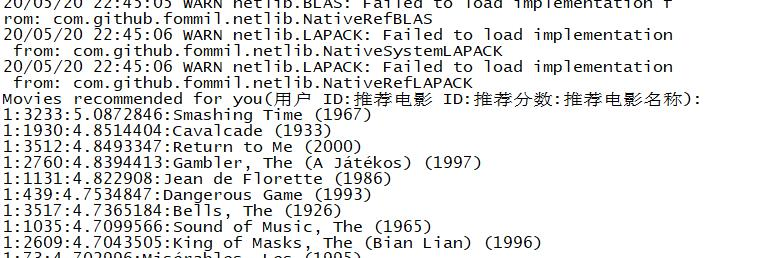 20/05/20 22:45:05 WARN netlib.BLAS: Failed to load implementation f
rom: com.github.fommil.netlib.NativeRefBLAS
20/05/20 22:45:06 WARN netlib.LAPACK: Failed to load implementation
 from: com.github.fommil.netlib.NativeSystemLAPACK
20/05/20 22:45:06 WARN netlib.LAPACK: Failed to load implementation
 from: com.github.fommil.netlib.NativeRefLAPACK
Movies recommended for you(用户 ID:推荐电影 ID:推荐分数:推荐电影名称):
1:3233:5.0872846:Smashing Time (1967)
1:1930:4.8514404:Cavalcade (1933)
1:3512:4.8493347:Return to Me (2000)
1:2760:4.8394413:Gambler, The (A Játékos) (1997)
1:1131:4.822908:Jean de Florette (1986)
1:439:4.7534847:Dangerous Game (1993)
1:3517:4.7365184:Bells, The (1926)
1:1035:4.7099566:Sound of Music, The (1965)
1:2609:4.7043505:King of Masks, The (Bian Lian) (1996)
1:73:4.702996:Misérables, Les (1995)